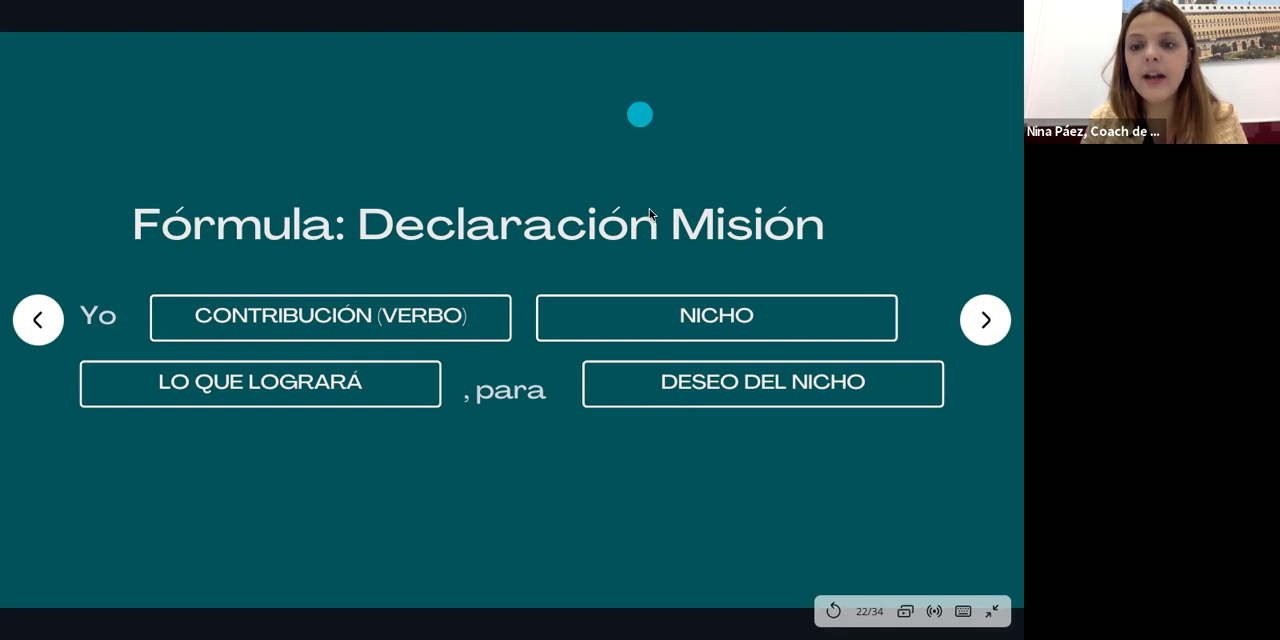 Fórmula: Declaración Misión
Yo CONTRIBUCIÓN (VERBO) NICHO
LO QUE LOGRARÁ , para DESEO DEL NICHO
Nina Páez, Coach de ...
22/34